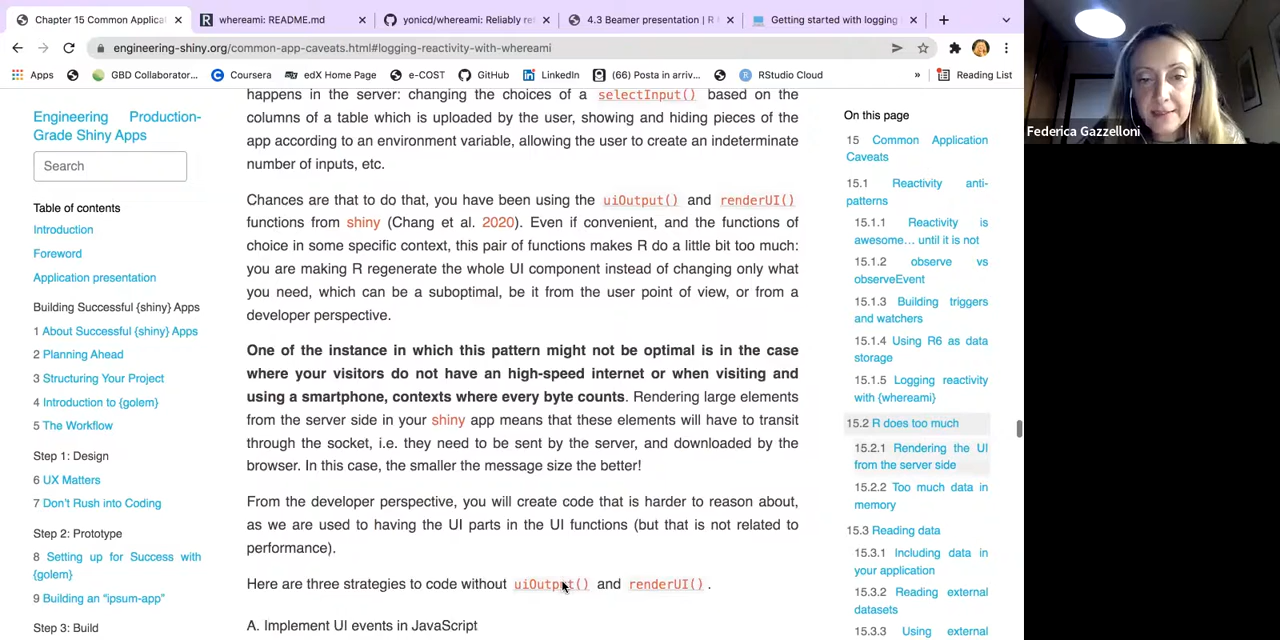 Chapter 15 Common Applica
whereami: README.md
yonicd/whereami: Reliably re
4.3 Beamer presentation | R
Getting started with logging
engineering-shiny.org/common-app-caveats.html#logging-reactivity-with-whereami
Apps
GBD Collaborator...
Coursera
edX Home Page
e-COST
GitHub
LinkedIn
(66) Posta in arriv...
RStudio Cloud
»
Reading List
Engineering Production-
Grade Shiny Apps
Search
Table of contents
Introduction
Foreword
Application presentation
Building Successful {shiny} Apps
1 About Successful {shiny} Apps
2 Planning Ahead
3 Structuring Your Project
4 Introduction to {golem}
5 The Workflow
Step 1: Design
6 UX Matters
7 Don't Rush into Coding
Step 2: Prototype
8 Setting up for Success with
{golem}
9 Building an “ipsum-app”
Step 3: Build
happens in the server: changing the choices of a selectInput() based on the
columns of a table which is uploaded by the user, showing and hiding pieces of the
app according to an environment variable, allowing the user to create an indeterminate
number of inputs, etc.
Chances are that to do that, you have been using the uiOutput() and renderUI()
functions from shiny (Chang et al. 2020). Even if convenient, and the functions of
choice in some specific context, this pair of functions makes R do a little bit too much:
you are making R regenerate the whole UI component instead of changing only what
you need, which can be a suboptimal, be it from the user point of view, or from a
developer perspective.
One of the instance in which this pattern might not be optimal is in the case
where your visitors do not have an high-speed internet or when visiting and
using a smartphone, contexts where every byte counts. Rendering large elements
from the server side in your shiny app means that these elements will have to transit
through the socket, i.e. they need to be sent by the server, and downloaded by the
browser. In this case, the smaller the message size the better!
From the developer perspective, you will create code that is harder to reason about,
as we are used to having the UI parts in the UI functions (but that is not related to
performance).
Here are three strategies to code without uiOutput() and renderUI() .
A. Implement UI events in JavaScript
On this page
15 Common Application
Caveats
15.1 Reactivity anti-
patterns
15.1.1 Reactivity is
awesome... until it is not
15.1.2 observe vs
observeEvent
15.1.3 Building triggers
and watchers
15.1.4 Using R6 as data
storage
15.1.5 Logging reactivity
with {whereami}
15.2 R does too much
15.2.1 Rendering the UI
from the server side
15.2.2 Too much data in
memory
15.3 Reading data
15.3.1 Including data in
your application
15.3.2 Reading external
datasets
15.3.3 Using external
Federica Gazzelloni